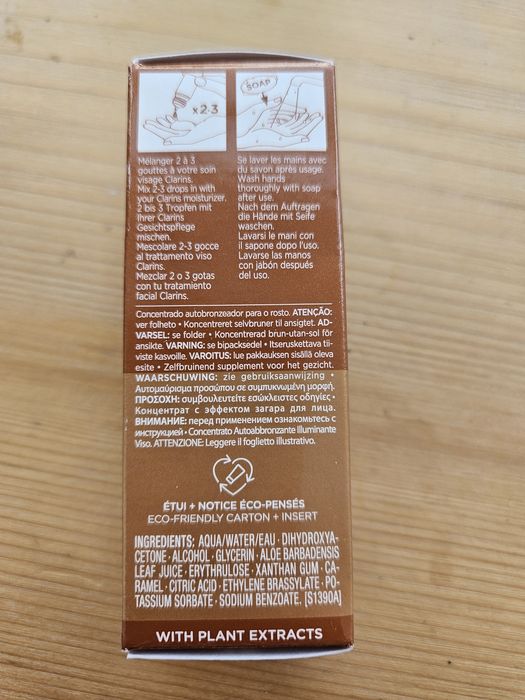 x2-3
SOAP
Mélanger 2 à 3
gouttes à votre soin
visage Clarins.
Mix 2-3 drops in with
your Clarins moisturizer.
2 bis 3 Tropfen mit
Ihrer Clarins
Gesichtspflege
mischen.
Mescolare 2-3 gocce
al trattamento viso
Clarins.
Mezclar 2 o 3 gotas
con tu tratamiento
facial Clarins.
Se laver les mains avec
du savon après usage.
Wash hands
thoroughly with soap
after use.
Nach dem Auftragen
die Hände mit Seife
waschen.
Lavarsi le mani con
il sapone dopo l'uso.
Lavarse las manos
con jabón después
del uso.
Concentrado autobronzeador para o rosto. ATENÇÃO:
ver folheto • Koncentreret selvbruner til ansigtet. AD-
VARSEL: se folder • Koncentrerad brun-utan-sol för
ansikte. VARNING: se bipacksedel • Itseruskettava tii-
viste kasvoille. VAROITUS: lue pakkauksen sisällä oleva
esite • Zelfbruinend supplement voor het gezicht.
WAARSCHUWING: zie gebruiksaanwijzing •
Αυτομαύρισμα προσώπου σε συμπυκνωμένη μορφή.
ΠΡΟΣΟΧΗ: συμβουλευτείτε εσώκλειστες οδηγίες •
Концентрат с эффектом загара для лица.
ВНИМАНИЕ: перед применением ознакомьтесь с
инструкцией • Concentrato Autoabbronzante Illuminante
Viso. ATTENZIONE: Leggere il foglietto illustrativo.
ÉTUI + NOTICE ÉCO-PENSÉS
ECO-FRIENDLY CARTON + INSERT
INGREDIENTS: AQUA/WATER/EAU · DIHYDROXYA-
CETONE · ALCOHOL · GLYCERIN · ALOE BARBADENSIS
LEAF JUICE · ERYTHRULOSE · XANTHAN GUM · CA-
RAMEL · CITRIC ACID · ETHYLENE BRASSYLATE · PO-
TASSIUM SORBATE · SODIUM BENZOATE. [S1390A]
WITH PLANT EXTRACTS